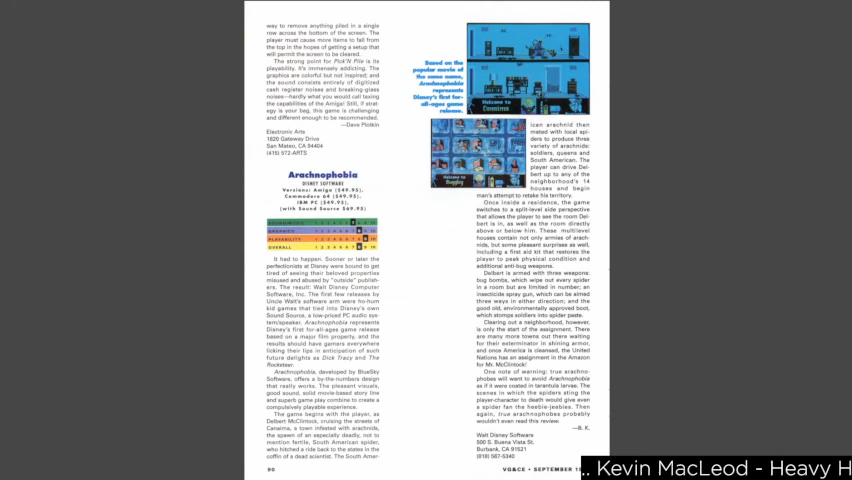 way to remove anything piled in a single
row across the bottom of the screen. The
player must cause more items to fall from
the top in the hopes of getting a setup that
will permit the screen to be cleared.
The strong point for Pick'N Pile is its
playability. It's immensely addicting. The
graphics are colorful but not inspired; and
the sound consists entirely of digitized
cash register noises and breaking-glass
noises—hardly what you would call taxing
the capabilities of the Amiga! Still, if strat-
egy is your bag, this game is challenging
and different enough to be recommended.
—Dave Plotkin
Electronic Arts
1820 Gateway Drive
San Mateo, CA 94404
(415) 572-ARTS
Arachnophobia
DISNEY SOFTWARE
Versions: Amiga ($49.95),
Commodore 64 ($49.95),
IBM PC ($49.95),
(with Sound Source $69.95)
GRAPHICS
PLAYABILITY
OVERALL
It had to happen. Sooner or later the
perfectionists at Disney were bound to get
tired of seeing their beloved properties
misused and abused by "outside" publish-
ers. The result: Walt Disney Computer
Software, Inc. The first few releases by
Uncle Walt's software arm were ho-hum
kid games that tied into Disney's own
Sound Source, a low-priced PC audio sys-
tem/speaker. Arachnophobia represents
Disney's first for-all-ages game release
based on a major film property, and the
results should have gamers everywhere
licking their lips in anticipation of such
future delights as Dick Tracy and The
Rocketeer.
Arachnophobia, developed by BlueSky
Software, offers a by-the-numbers design
that really works. The pleasant visuals,
good sound, solid movie-based story line
and superb game play combine to create a
compulsively playable experience.
The game begins with the player, as
Delbert McClintock, cruising the streets of
Canaima, a town infested with arachnids,
the spawn of an especially deadly, not to
mention fertile, South American spider,
who hitched a ride back to the states in the
coffin of a dead scientist. The South Amer-
90
Based on the
popular movie of
the same name,
Arachnophobia
represents
Disney's first for-
all-ages game
release.
Welcome to
Canaima
Welcome to
Bugsley
ican arachnid then
mated with local spi-
ders to produce three
variety of arachnids:
soldiers, queens and
South American. The
player can drive Del-
bert up to any of the
neighborhood's 14
houses and begin
man's attempt to retake his territory.
Once inside a residence, the game
switches to a split-level side perspective
that allows the player to see the room Del-
bert is in, as well as the room directly
above or below him. These multilevel
houses contain not only armies of arach-
nids, but some pleasant surprises as well,
including a first aid kit that restores the
player to peak physical condition and
additional anti-bug weapons.
Delbert is armed with three weapons:
bug bombs, which wipe out every spider
in a room but are limited in number; an
insecticide spray gun, which can be aimed
three ways in either direction; and the
good old, environmentally approved boot,
which stomps soldiers into spider paste.
Clearing out a neighborhood, however,
is only the start of the assignment. There
are many more towns out there waiting
for their exterminator in shining armor,
and once America is cleansed, the United
Nations has an assignment in the Amazon
for Mr. McClintock!
One note of warning: true arachno-
phobes will want to avoid Arachnophobia
as if it were coated in tarantula larvae. The
scenes in which the spiders sting the
player-character to death would give even
a spider fan the heebie-jeebies. Then
again, true arachnophobes probably
wouldn't even read this review.
—B. K.
Walt Disney Software
500 S. Buena Vista St.
Burbank, CA 91521
(818) 567-5340
VG&CE • SEPTEMBER
.. Kevin MacLeod - Heavy H